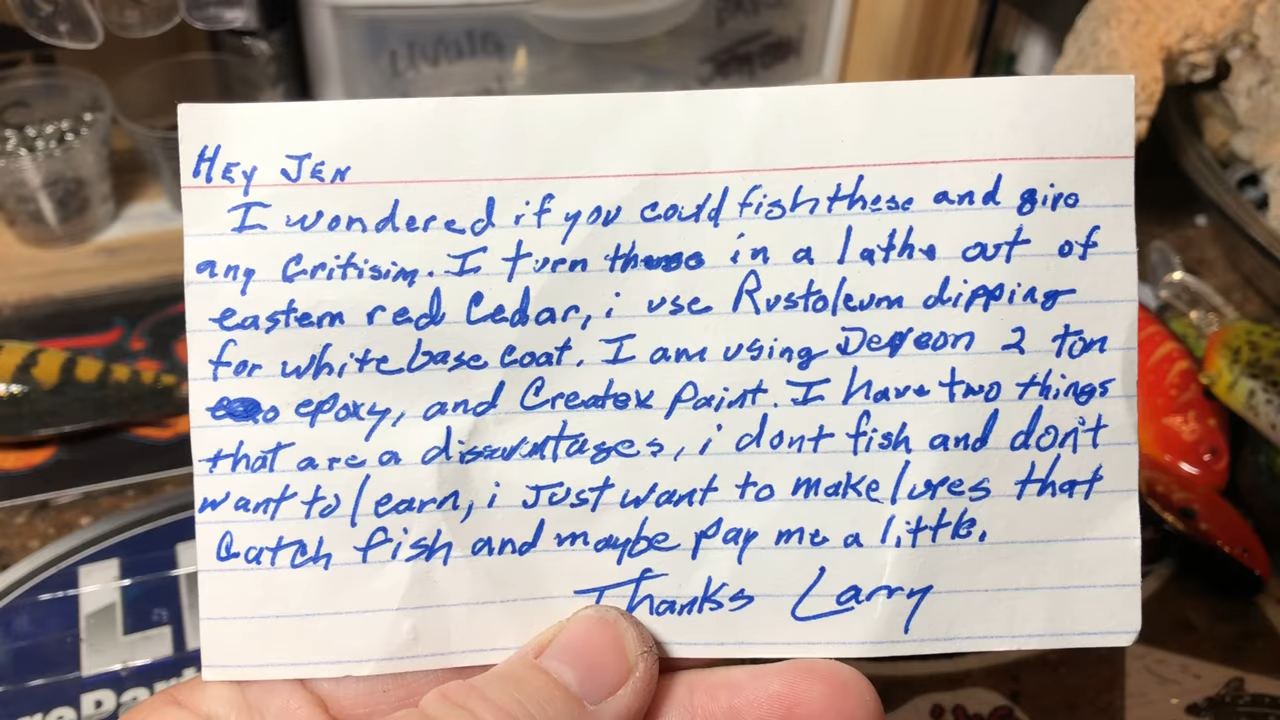 LIVING
HEY JEN
I wondered if you could fish these and give
any Critisim. I turn these in a lathe out of
eastern red Cedar, i use Rustoleum dipping
for white base coat. I am using Devcon 2 ton
epoxy, and Createx Paint. I have two things
that are a disavntages, i dont fish and don't
want to learn, i Just want to make lures that
Catch fish and maybe pay me a little.
Thanks Larry